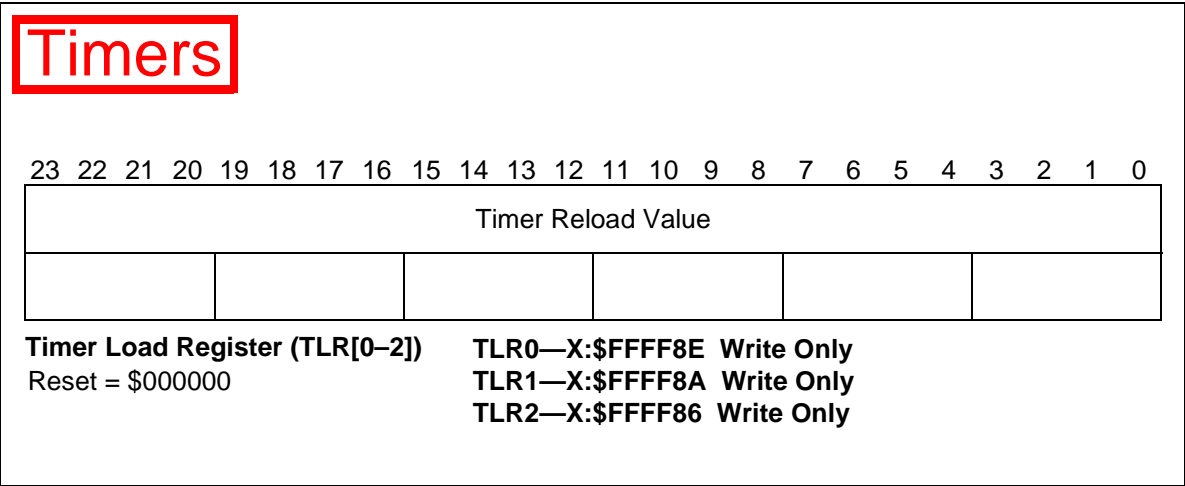 Timers
23 22 21 20 19 18 17 16 15 14 13 12 11 10 9 8 7 6 5 4 3 2 1 0
Timer Reload Value
Timer Load Register (TLR[0–2])
Reset = $000000
TLR0—X:$FFFF8E Write Only
TLR1—X:$FFFF8A Write Only
TLR2—X:$FFFF86 Write Only